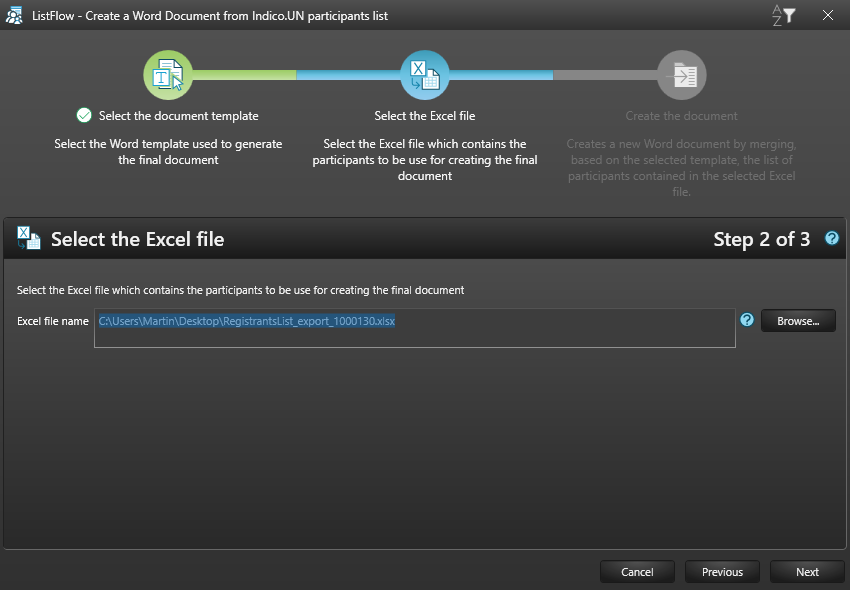 ListFlow - Create a Word Document from Indico.UN participants list
A
Z
T
X
Select the document template
Select the Excel file
Create the document
Select the Word template used to generate
the final document
Select the Excel file which contains the
participants to be use for creating the final
document
Creates a new Word document by merging,
based on the selected template, the list of
participants contained in the selected Excel
file.
X
Select the Excel file
Step 2 of 3 ?
Select the Excel file which contains the participants to be use for creating the final document
Excel file name C:\Users\Martin\Desktop\RegistrantsList_export_1000130.xlsx ? Browse...
Cancel Previous Next